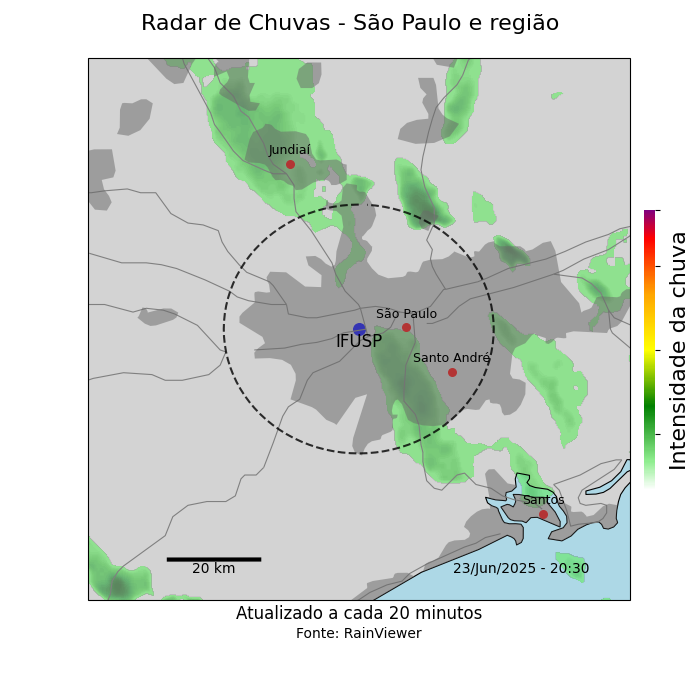 Radar de Chuvas - São Paulo e região
Jundiaí
São Paulo
IFUSP
Santo André
Santos
20 km
23/Jun/2025 - 20:30
Intensidade da chuva
Atualizado a cada 20 minutos
Fonte: RainViewer